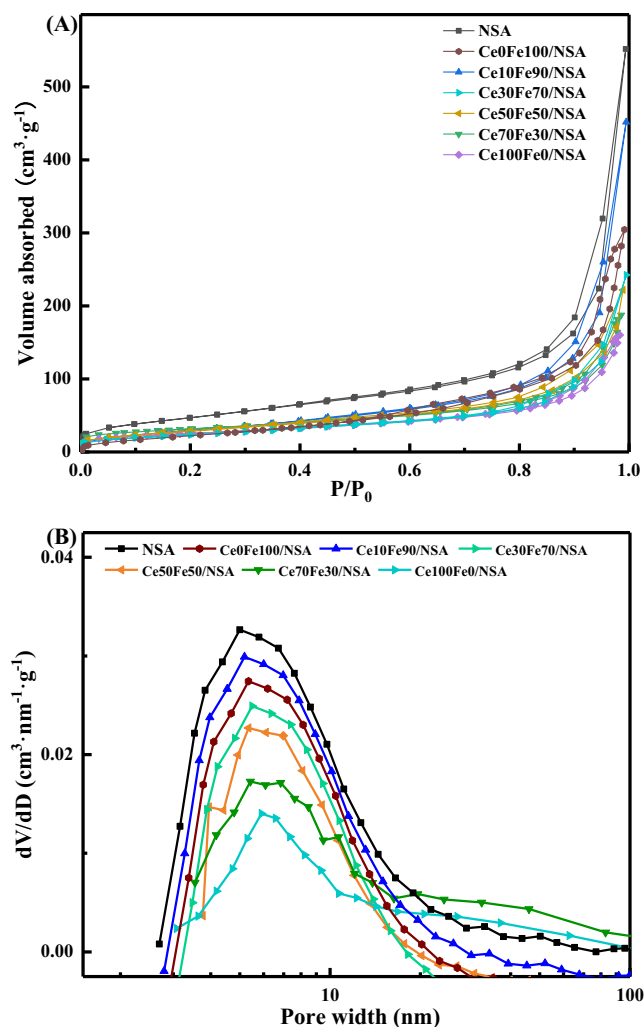 (A)
NSA
Ce0Fe100/NSA
Ce10Fe90/NSA
Ce30Fe70/NSA
Ce50Fe50/NSA
Ce70Fe30/NSA
Ce100Fe0/NSA
Volume absorbed (cm³·g⁻¹)
500
400
300
200
100
0
0.0 0.2 0.4 0.6 0.8 1.0
P/P₀
(B)
NSA Ce0Fe100/NSA Ce10Fe90/NSA Ce30Fe70/NSA
Ce50Fe50/NSA Ce70Fe30/NSA Ce100Fe0/NSA
dV/dD (cm³·nm⁻¹·g⁻¹)
0.04
0.02
0.00
10 100
Pore width (nm)